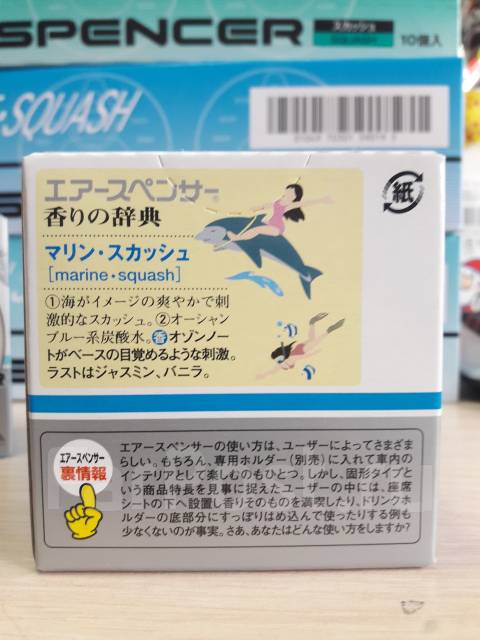 SPENCER
スカッシュ
SQUASH
10個入
SQUASH
エアースペンサー®
香りの辞典
マリン・スカッシュ
[marine・squash]
①海がイメージの爽やかで刺
激的なスカッシュ。②オーシャン
ブルー系炭酸水。香オゾンノー
トがベースの目覚めるような刺激。
ラストはジャスミン、バニラ。
紙
エアースペンサー
裏情報
エアースペンサーの使い方は、ユーザーによってさまざま
らしい。もちろん、専用ホルダー(別売)に入れて車内の
インテリアとして楽しむのもひとつ。しかし、固形タイプと
いう商品特長を見事に捉えたユーザーの中には、座席
シートの下へ設置し香りそのものを満喫したり、ドリンクホ
ルダーの底部分にすっぽりはめ込んで使ったりする例も
少なくないのが事実。さあ、あなたはどんな使い方をしますか?